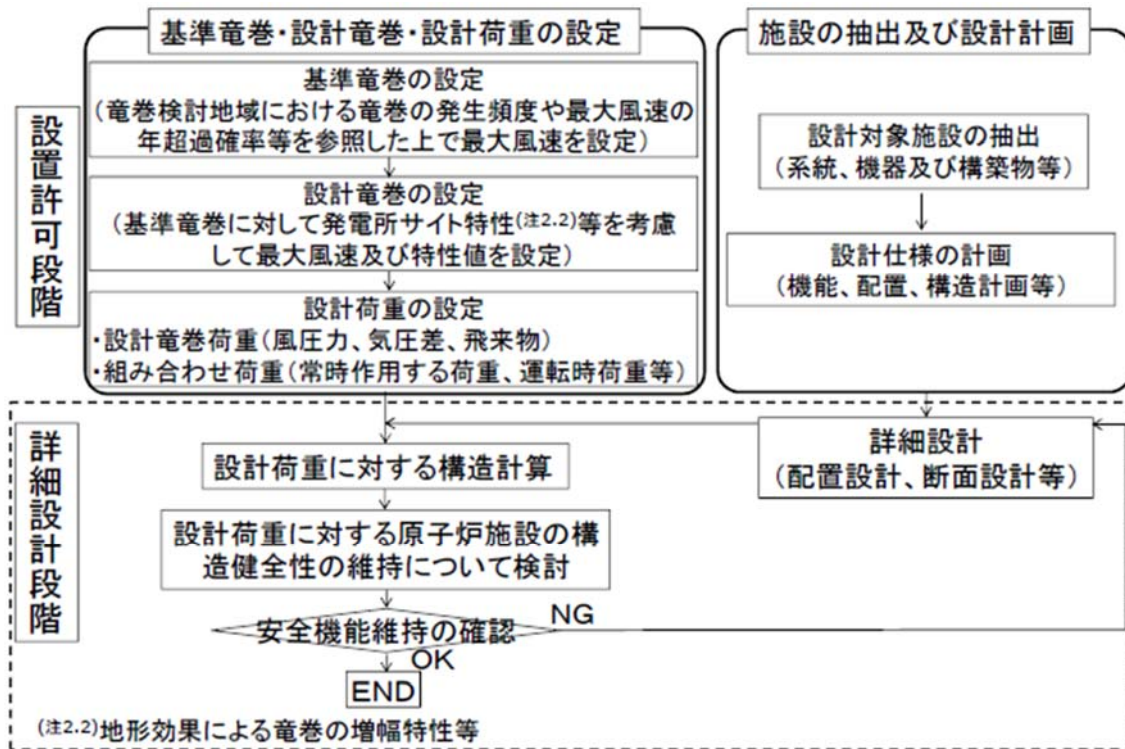 基準竜巻・設計竜巻・設計荷重の設定
施設の抽出及び設計計画
設置許可段階
基準竜巻の設定
(竜巻検討地域における竜巻の発生頻度や最大風速の
年超過確率等を参照した上で最大風速を設定)
設計竜巻の設定
(基準竜巻に対して発電所サイト特性(注2.2)等を考慮
して最大風速及び特性値を設定)
設計荷重の設定
・設計竜巻荷重(風圧力、気圧差、飛来物)
・組み合わせ荷重(常時作用する荷重、運転時荷重等)
設計対象施設の抽出
(系統、機器及び構築物等)
設計仕様の計画
(機能、配置、構造計画等)
詳細設計段階
詳細設計
(配置設計、断面設計等)
設計荷重に対する構造計算
設計荷重に対する原子炉施設の構
造健全性の維持について検討
安全機能維持の確認
NG
OK
END
(注2.2)地形効果による竜巻の増幅特性等